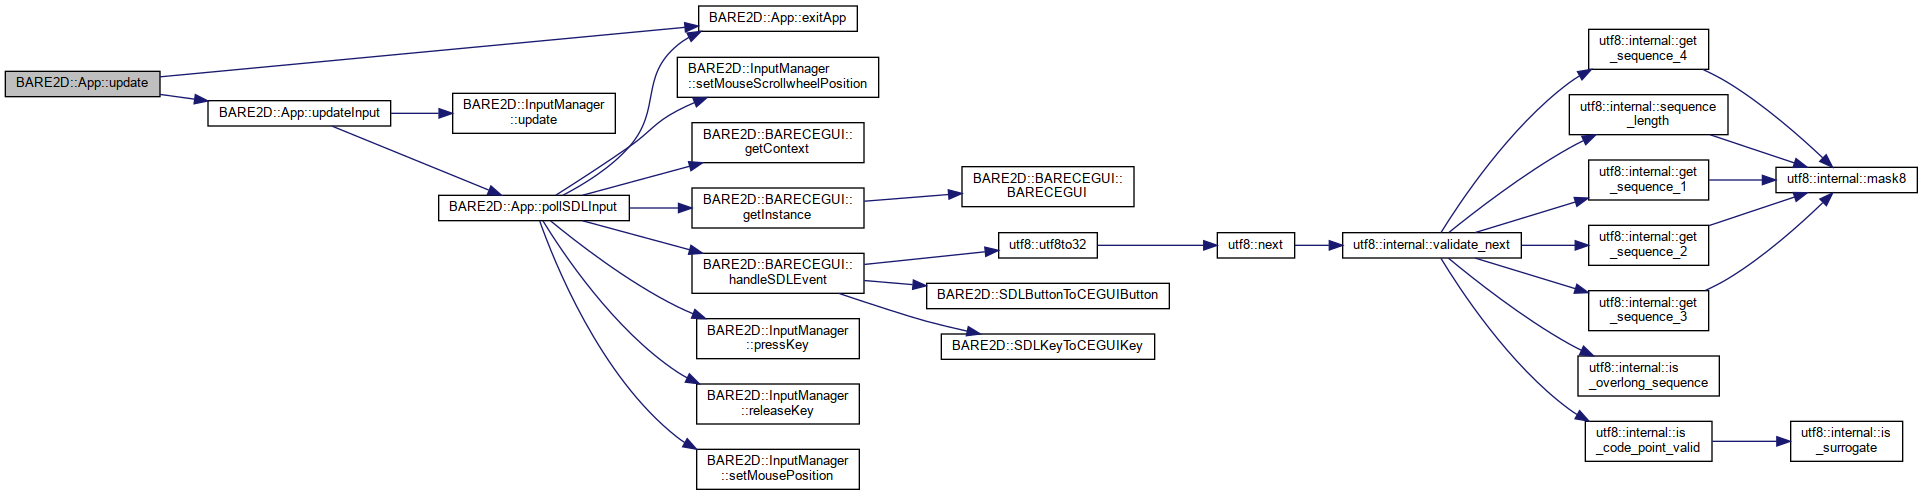 BARE2D::App::update
BARE2D::App::updateInput
BARE2D::InputManager
::update
BARE2D::App::pollSDLInput
BARE2D::App::exitApp
BARE2D::InputManager
::setMouseScrollwheelPosition
BARE2D::BARECEGUI::
getContext
BARE2D::BARECEGUI::
getInstance
BARE2D::BARECEGUI::
handleSDLEvent
BARE2D::InputManager
::pressKey
BARE2D::InputManager
::releaseKey
BARE2D::InputManager
::setMousePosition
BARE2D::BARECEGUI::
BARECEGUI
utf8::utf8to32
BARE2D::SDLButtonToCEGUIButton
BARE2D::SDLKeyToCEGUIKey
utf8::next
utf8::internal::validate_next
utf8::internal::get
_sequence_4
utf8::internal::sequence
_length
utf8::internal::get
_sequence_1
utf8::internal::get
_sequence_2
utf8::internal::get
_sequence_3
utf8::internal::is
_overlong_sequence
utf8::internal::is
_code_point_valid
utf8::internal::mask8
utf8::internal::is
_surrogate